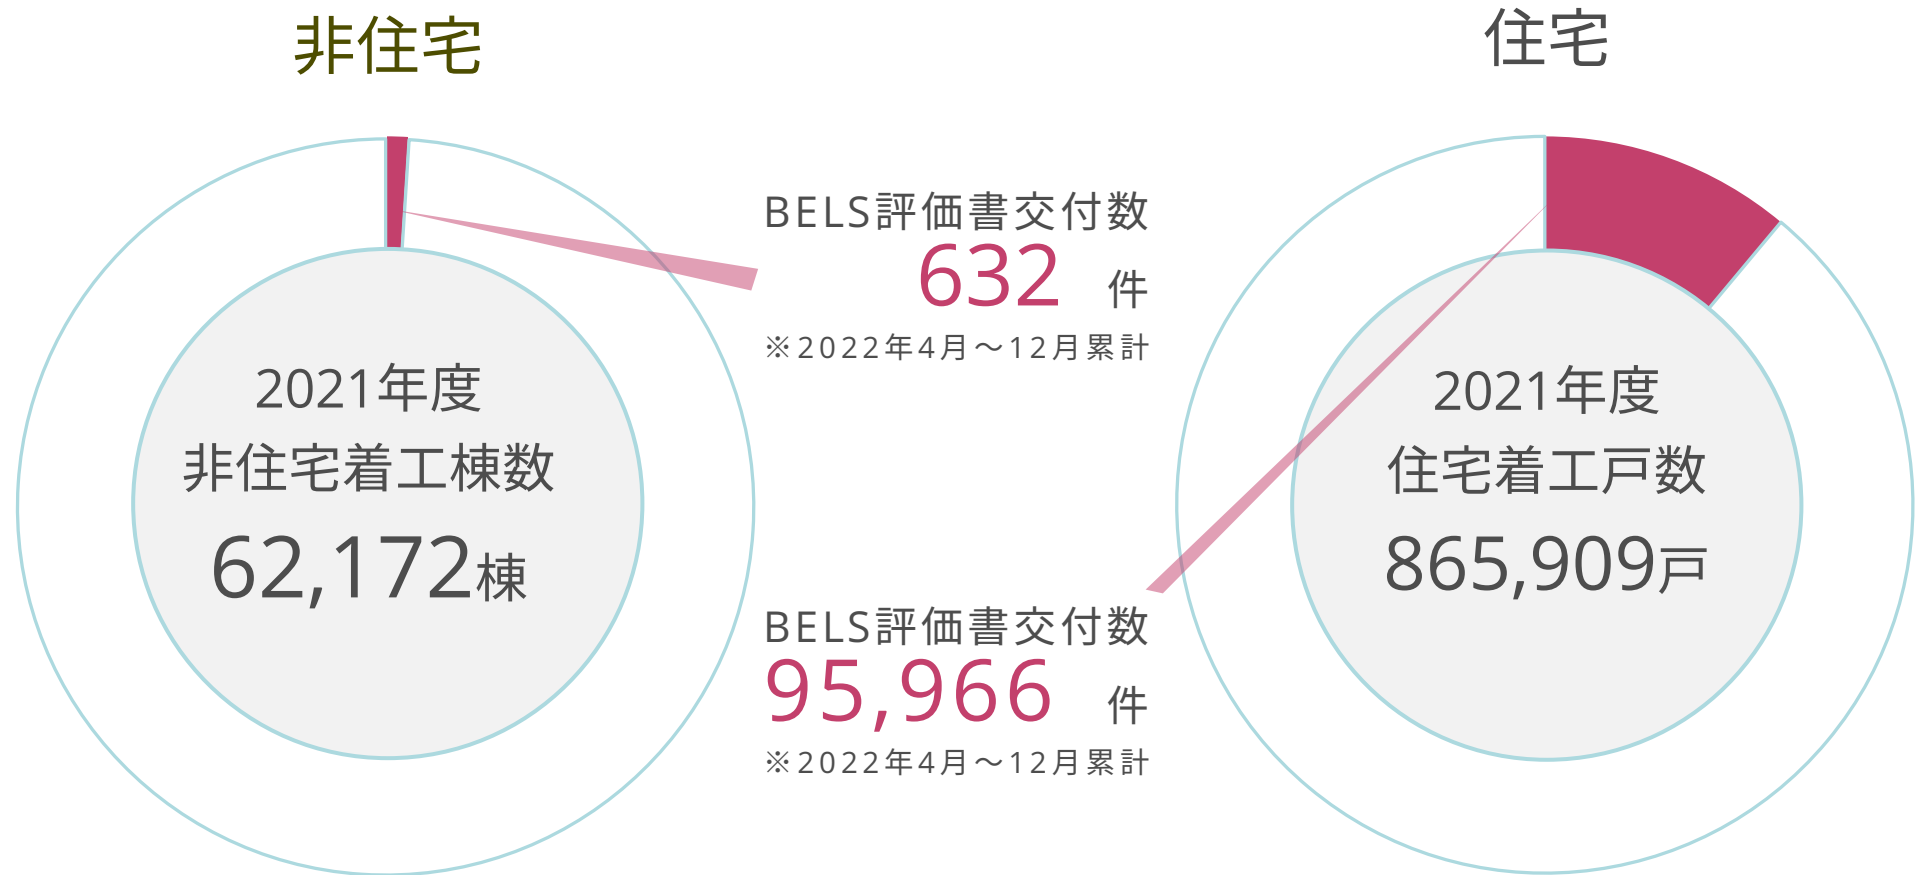 非住宅
2021年度
非住宅着工棟数
62,172棟
BELS評価書交付数
632 件
※2022年4月～12月累計
BELS評価書交付数
95,966 件
※2022年4月～12月累計
住宅
2021年度
住宅着工戸数
865,909戸